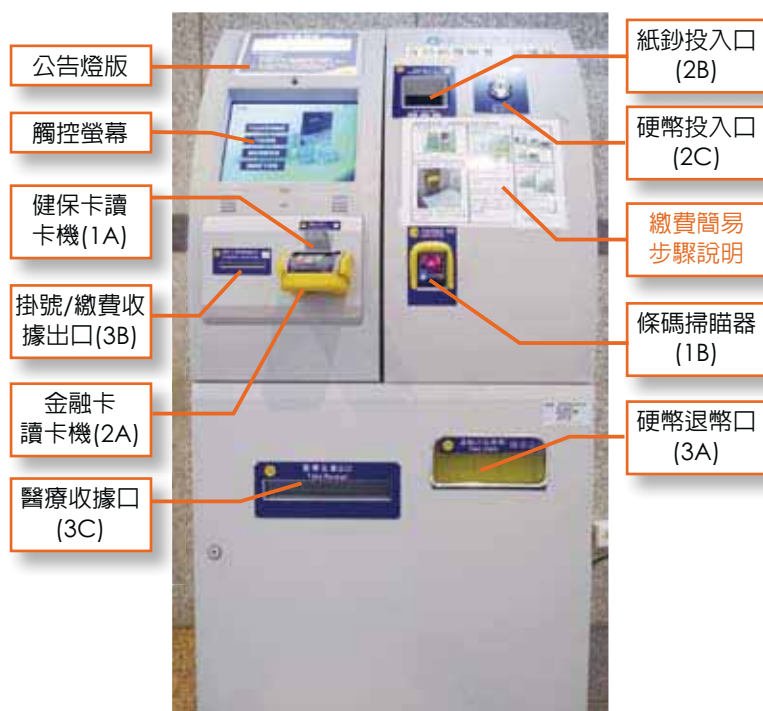 公告燈版
觸控螢幕
健保卡讀
卡機(1A)
掛號/繳費收
據出口(3B)
金融卡
讀卡機(2A)
醫療收據口
(3C)
紙鈔投入口
(2B)
硬幣投入口
(2C)
繳費簡易
步驟說明
條碼掃瞄器
(1B)
硬幣退幣口
(3A)